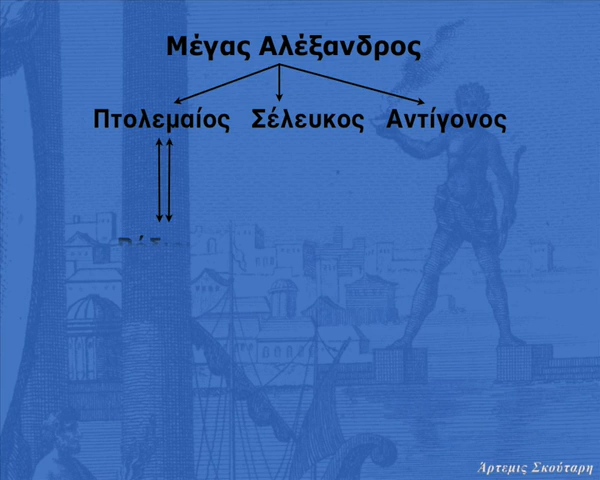 Μέγας Αλέξανδρος
Πτολεμαίος Σέλευκος Αντίγονος
Άρτεμις Σκούταρη